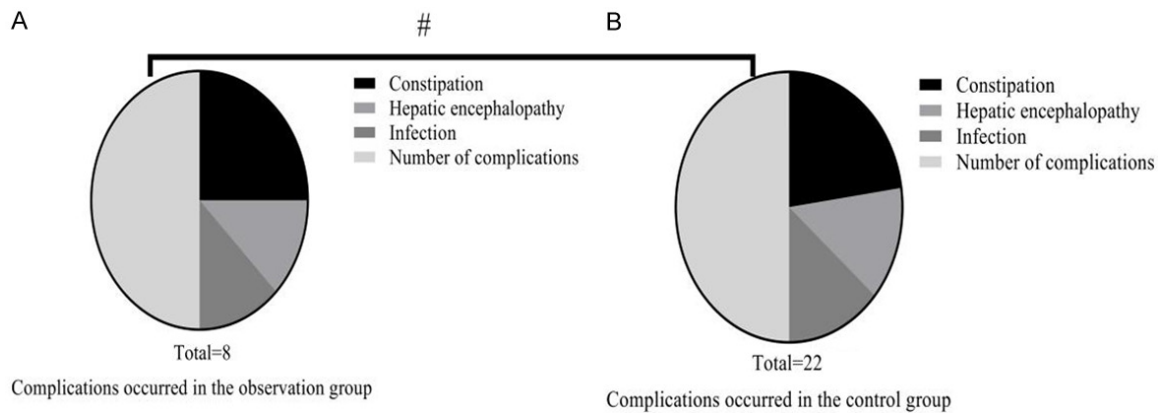 A
#
B
Constipation
Hepatic encephalopathy
Infection
Number of complications
Constipation
Hepatic encephalopathy
Infection
Number of complications
Total=8
Total=22
Complications occurred in the observation group
Complications occurred in the control group